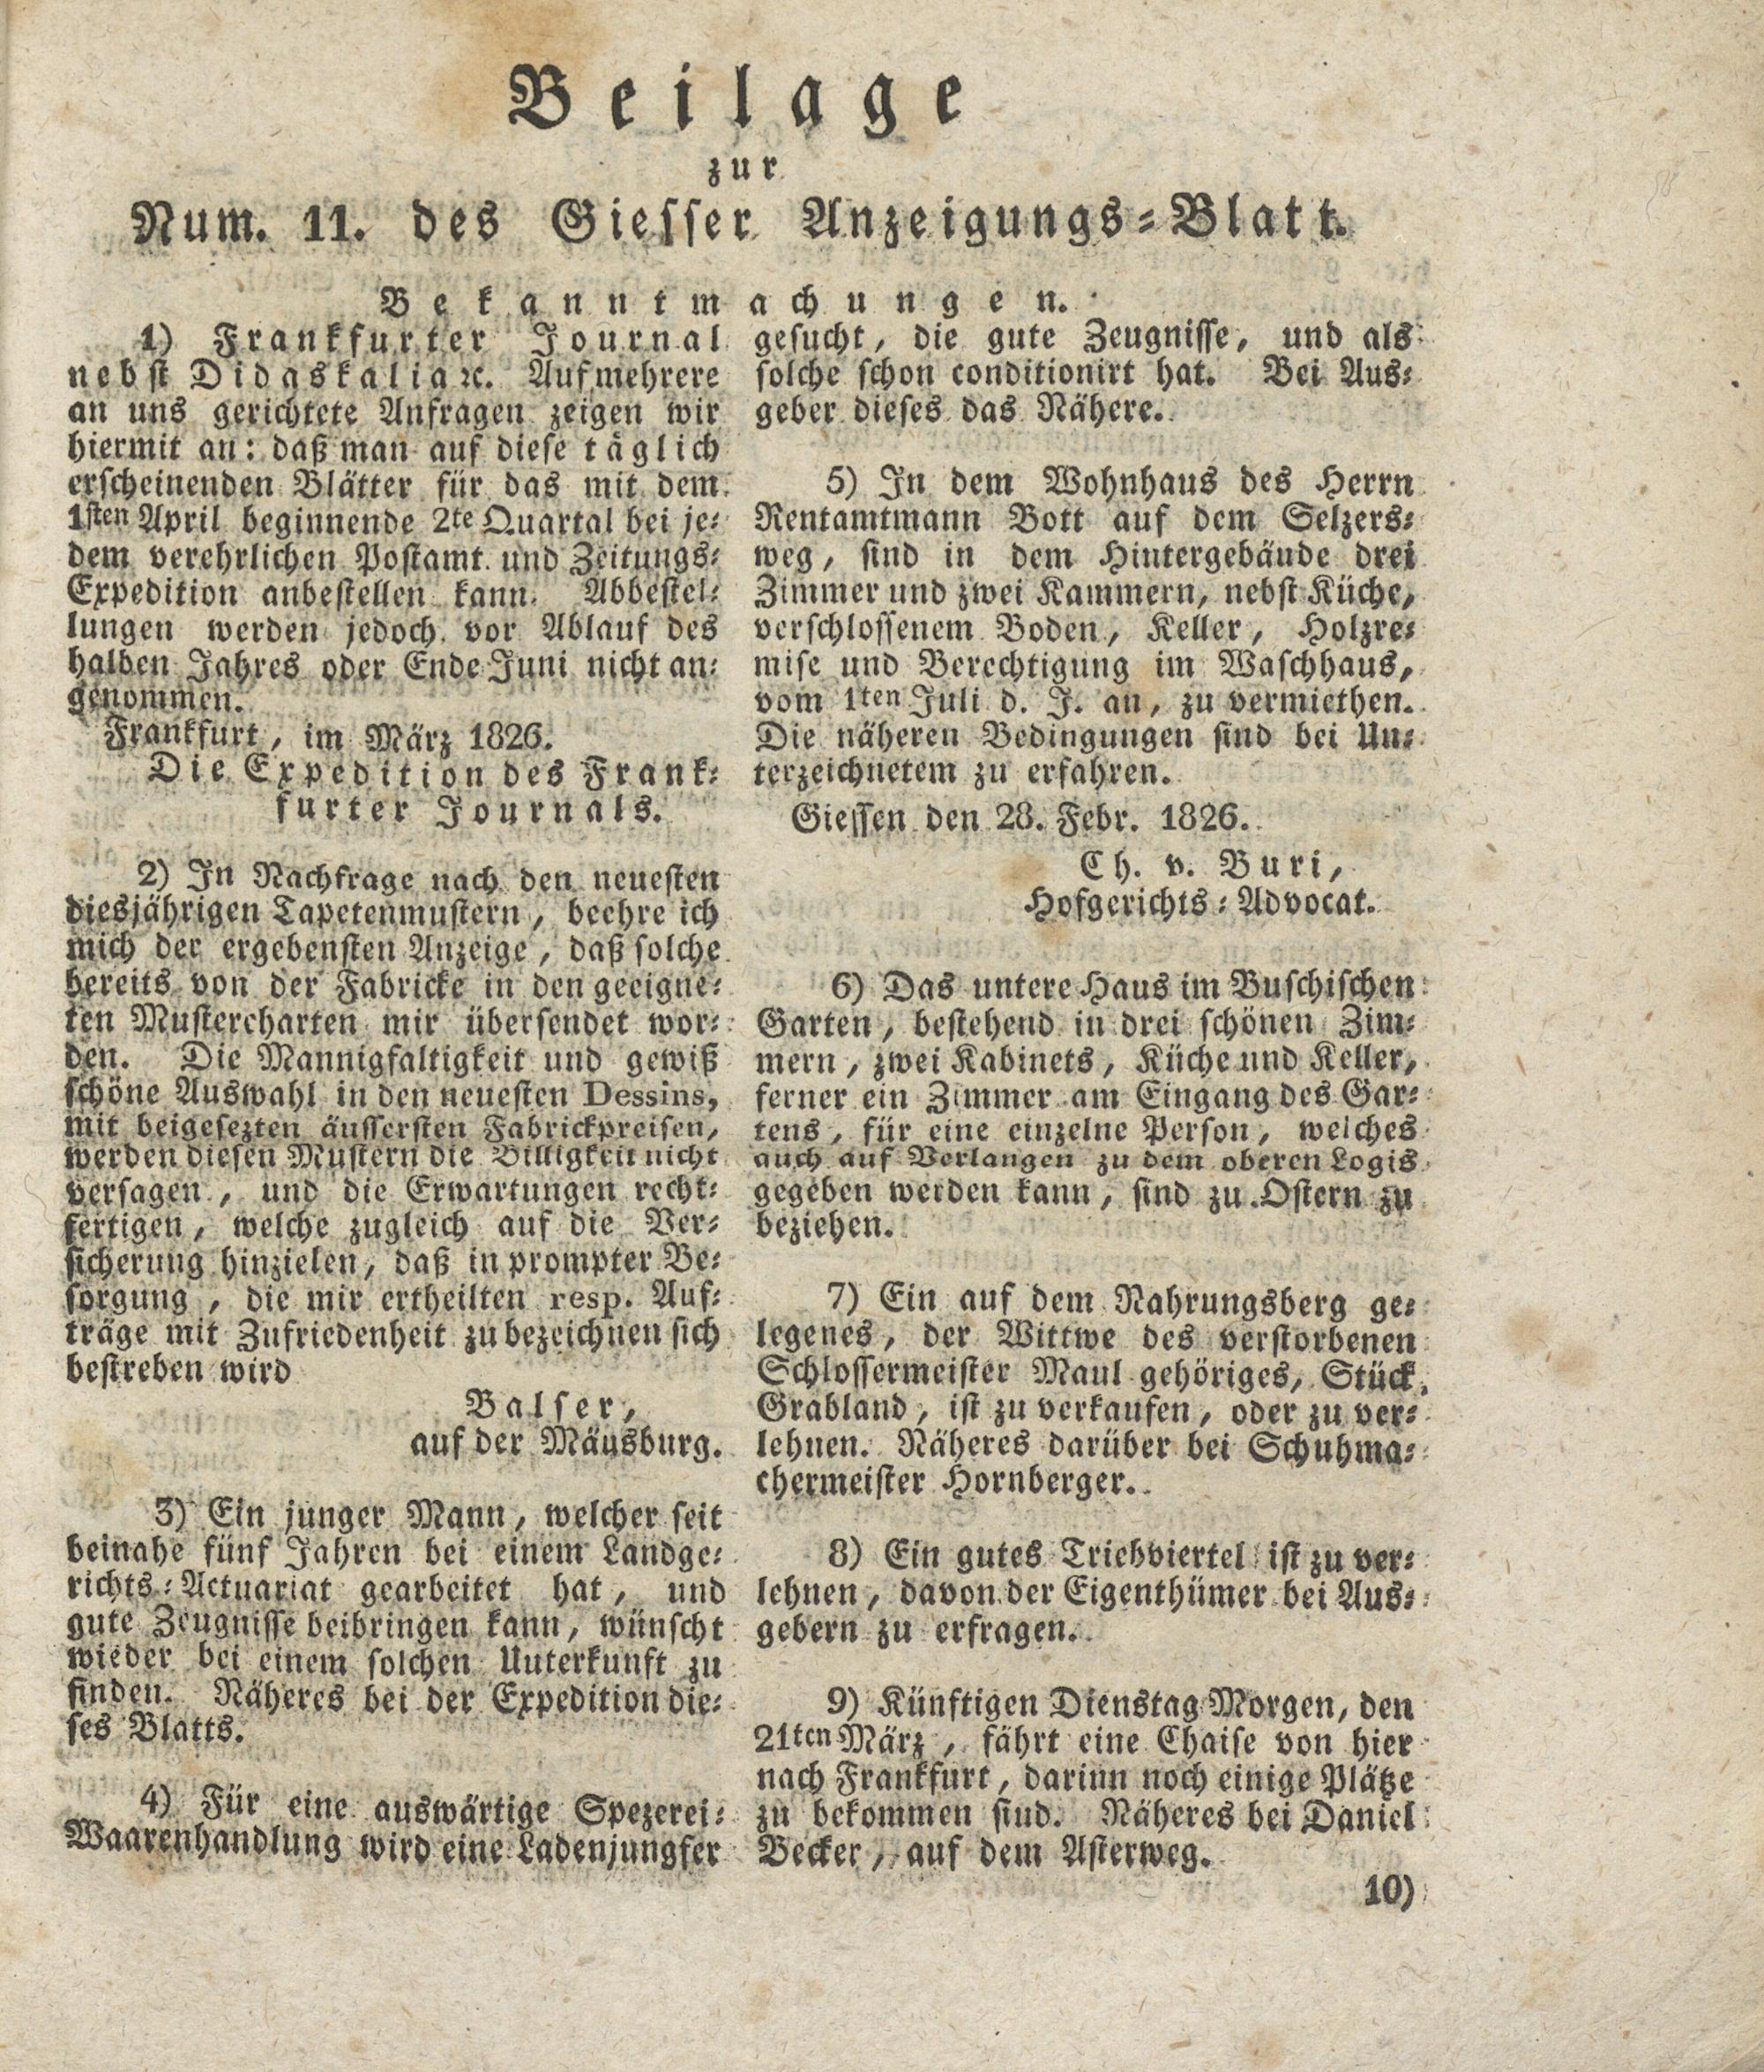 Beilage
zur
Num. 11. des Giesser Anzeigungs-Blatt.
Bekanntmachungen.
1) Frankfurter Journal
nebst Didaskalia ꝛc. Auf mehrere
an uns gerichtete Anfragen zeigen wir
hiermit an: daß man auf diese täglich
erscheinenden Blätter für das mit dem
1sten April beginnende 2te Quartal bei je-
dem verehrlichen Postamt und Zeitungs-
Expedition anbestellen kann. Abbestel-
lungen werden jedoch vor Ablauf des
halben Jahres oder Ende Juni nicht an-
genommen.
Frankfurt, im März 1826.
Die Expedition des Frank-
furter Journals.
2) In Nachfrage nach den neuesten
diesjährigen Tapetenmustern, beehre ich
mich der ergebensten Anzeige, daß solche
bereits von der Fabricke in den geeigne-
ten Mustercharten mir übersendet wor-
den. Die Mannigfaltigkeit und gewiß
schöne Auswahl in den neuesten Dessins,
mit beigesezten äussersten Fabrickpreisen,
werden diesen Mustern die Billigkeit nicht
versagen, und die Erwartungen recht-
fertigen, welche zugleich auf die Ver-
sicherung hinzielen, daß in prompter Be-
sorgung, die mir ertheilten resp. Auf-
träge mit Zufriedenheit zu bezeichnen sich
bestreben wird
Balser,
auf der Mäusburg.
3) Ein junger Mann, welcher seit
beinahe fünf Jahren bei einem Landge-
richts-Actuariat gearbeitet hat, und
gute Zeugnisse beibringen kann, wünscht
wieder bei einem solchen Unterkunft zu
finden. Näheres bei der Expedition die-
ses Blatts.
4) Für eine auswärtige Spezerei-
Waarenhandlung wird eine Ladenjungfer
gesucht, die gute Zeugnisse, und als
solche schon conditionirt hat. Bei Aus-
geber dieses das Nähere.
5) In dem Wohnhaus des Herrn
Rentamtmann Bott auf dem Selzers-
weg, sind in dem Hintergebäude drei
Zimmer und zwei Kammern, nebst Küche,
verschlossenem Boden, Keller, Holzre-
mise und Berechtigung im Waschhaus,
vom 1ten Juli d. J. an, zu vermiethen.
Die näheren Bedingungen sind bei Un-
terzeichnetem zu erfahren.
Giessen den 28. Febr. 1826.
Ch. v. Buri,
Hofgerichts-Advocat.
6) Das untere Haus im Buschischen
Garten, bestehend in drei schönen Zim-
mern, zwei Kabinets, Küche und Keller,
ferner ein Zimmer am Eingang des Gar-
tens, für eine einzelne Person, welches
auch auf Verlangen zu dem oberen Logis
gegeben werden kann, sind zu Ostern zu
beziehen.
7) Ein auf dem Nahrungsberg ge-
legenes, der Wittwe des verstorbenen
Schlossermeister Maul gehöriges, Stück
Grabland, ist zu verkaufen, oder zu ver-
lehnen. Näheres darüber bei Schuhma-
chermeister Hornberger.
8) Ein gutes Triebviertel ist zu ver-
lehnen, davon der Eigenthümer bei Aus-
gebern zu erfragen.
9) Künftigen Dienstag Morgen, den
21ten März, fährt eine Chaise von hier
nach Frankfurt, darinn noch einige Plätze
zu bekommen sind. Näheres bei Daniel
Becker, auf dem Asterweg.
10)